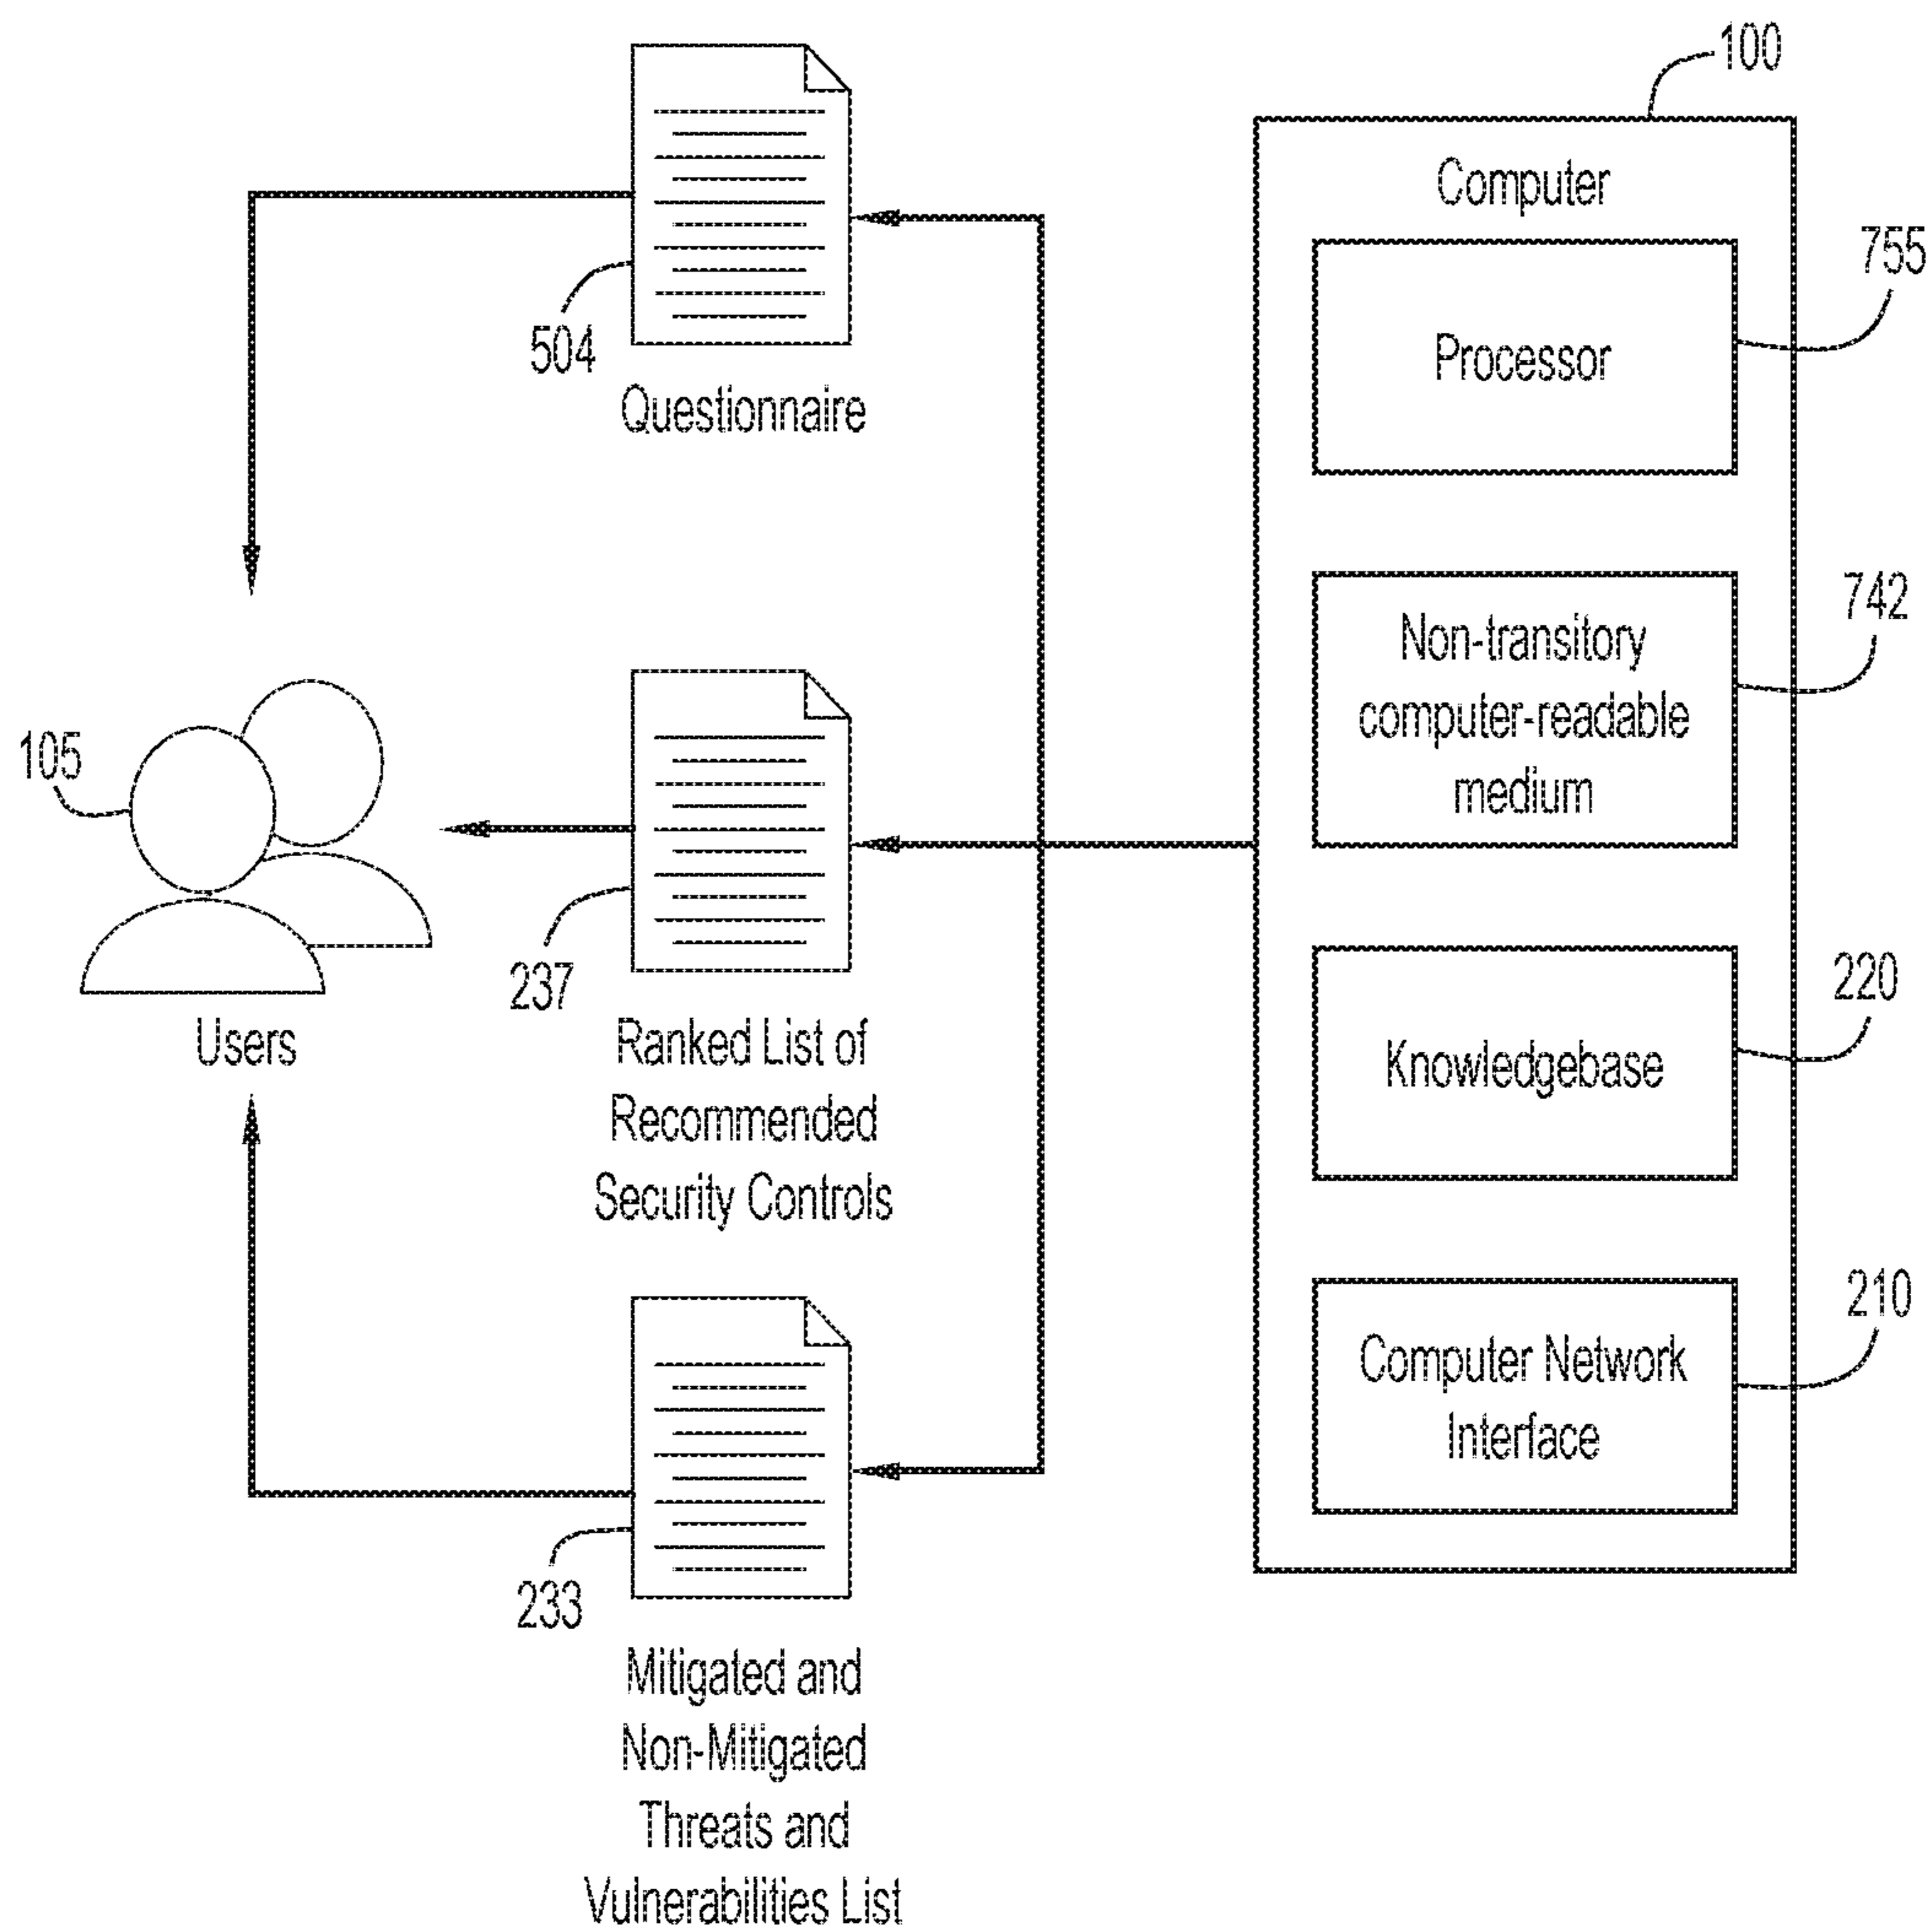 100
Computer
755
Processor
504
Questionnaire
742
Non-transitory
computer-readable
medium
105
Users
237
Ranked List of
Recommended
Security Controls
220
Knowledgebase
210
Computer Network
Interface
233
Mitigated and
Non-Mitigated
Threats and
Vulnerabilities List